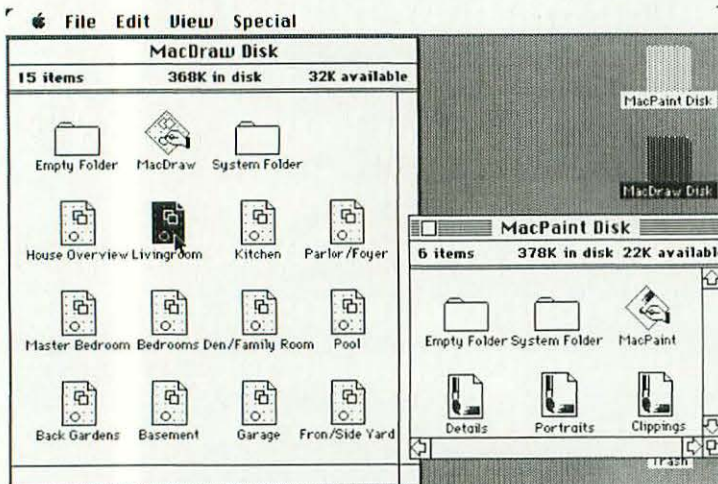 File Edit View Special
MacDraw Disk
15 items 368K in disk 32K available
Empty Folder MacDraw System Folder
House Overview Livingroom Kitchen Parlor/Foyer
Master Bedroom Bedrooms Den/Family Room Pool
Back Gardens Basement Garage Fron/Side Yard
MacPaint Disk
MacDraw Disk
MacPaint Disk
6 items 378K in disk 22K availabl
Empty Folder System Folder MacPaint
Details Portraits Clippings
Trash